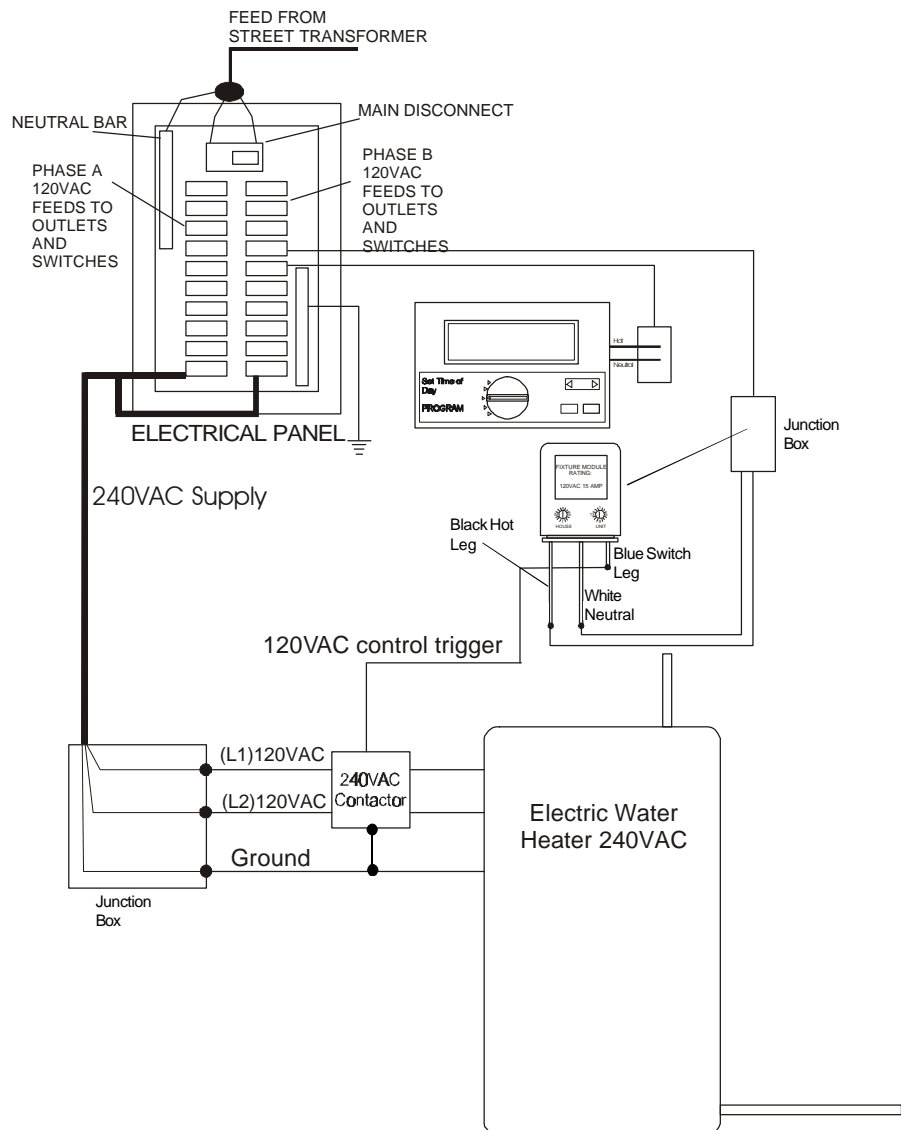 FEED FROM
STREET TRANSFORMER
NEUTRAL BAR
MAIN DISCONNECT
PHASE A
120VAC
FEEDS TO
OUTLETS
AND
SWITCHES
PHASE B
120VAC
FEEDS TO
OUTLETS
AND
SWITCHES
Hot
Neutral
Set Time of
Day
PROGRAM
ELECTRICAL PANEL
Junction
Box
FIXTURE MODULE
RATING:
120VAC 15 AMP
HOUSE
UNIT
240VAC Supply
Black Hot
Leg
Blue Switch
Leg
White
Neutral
120VAC control trigger
(L1)120VAC
240VAC
Contactor
(L2)120VAC
Electric Water
Heater 240VAC
Ground
Junction
Box